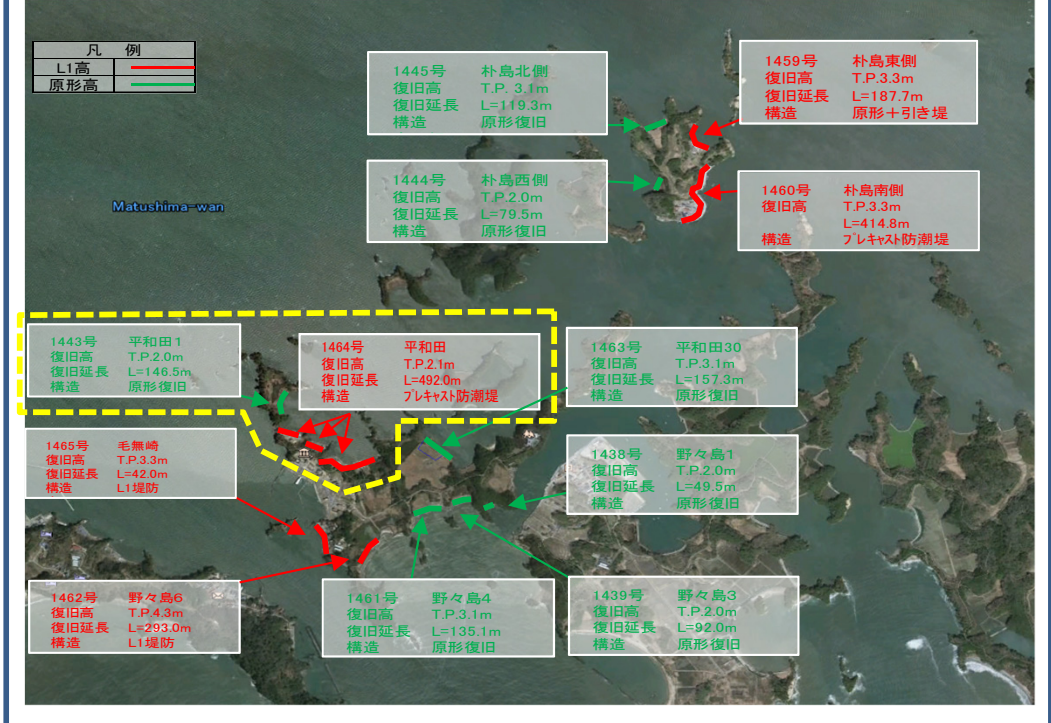 凡 例
L1高
原形高
Matushima-wan
1445号 朴島北側
復旧高 T.P. 3.1m
復旧延長 L=119.3m
構造 原形復旧
1459号 朴島東側
復旧高 T.P.3.3m
復旧延長 L=187.7m
構造 原形+引き堤
1444号 朴島西側
復旧高 T.P.2.0m
復旧延長 L=79.5m
構造 原形復旧
1460号 朴島南側
復旧高 T.P.3.3m
L=414.8m
構造 プレキャスト防潮堤
1443号 平和田1
復旧高 T.P.2.0m
復旧延長 L=146.5m
構造 原形復旧
1464号 平和田
復旧高 T.P.2.1m
復旧延長 L=492.0m
構造 プレキャスト防潮堤
1463号 平和田30
復旧高 T.P.3.1m
復旧延長 L=157.3m
構造 原形復旧
1465号 毛無崎
復旧高 T.P.3.3m
復旧延長 L=42.0m
構造 L1堤防
1438号 野々島1
復旧高 T.P.2.0m
復旧延長 L=49.5m
構造 原形復旧
1462号 野々島6
復旧高 T.P.4.3m
復旧延長 L=293.0m
構造 L1堤防
1461号 野々島4
復旧高 T.P.3.1m
復旧延長 L=135.1m
構造 原形復旧
1439号 野々島3
復旧高 T.P.2.0m
復旧延長 L=92.0m
構造 原形復旧